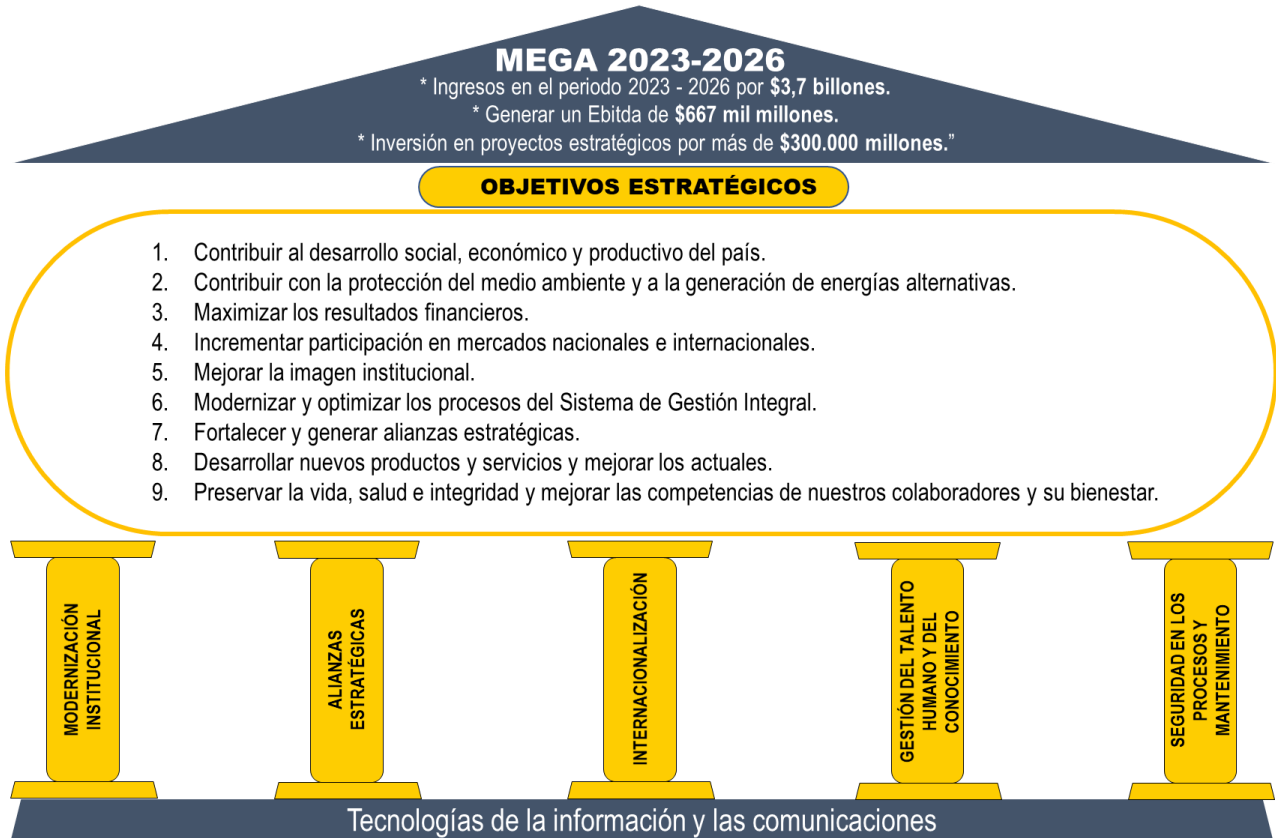 MEGA 2023-2026
* Ingresos en el periodo 2023 - 2026 por $3,7 billones.
* Generar un Ebitda de $667 mil millones.
* Inversión en proyectos estratégicos por más de $300.000 millones.”
OBJETIVOS ESTRATÉGICOS
1. Contribuir al desarrollo social, económico y productivo del país.
2. Contribuir con la protección del medio ambiente y a la generación de energías alternativas.
3. Maximizar los resultados financieros.
4. Incrementar participación en mercados nacionales e internacionales.
5. Mejorar la imagen institucional.
6. Modernizar y optimizar los procesos del Sistema de Gestión Integral.
7. Fortalecer y generar alianzas estratégicas.
8. Desarrollar nuevos productos y servicios y mejorar los actuales.
9. Preservar la vida, salud e integridad y mejorar las competencias de nuestros colaboradores y su bienestar.
MODERNIZACIÓN
INSTITUCIONAL
ALIANZAS
ESTRATÉGICAS
INTERNACIONALIZACIÓN
GESTIÓN DEL TALENTO
HUMANO Y DEL
CONOCIMIENTO
SEGURIDAD EN LOS
PROCESOS Y
MANTENIMIENTO
Tecnologías de la información y las comunicaciones